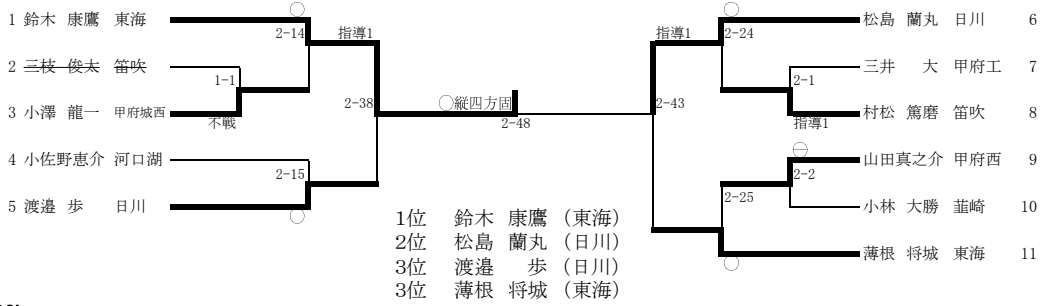 1 鈴木 康鷹 東海
2-14
指導1
2 三枝 俊太 笛吹
1-1
3 小澤 龍一 甲府城西
不戦
2-38
○縦四方固
2-48
4 小佐野恵介 河口湖
2-15
5 渡邉 歩 日川
松島 蘭丸 日川 6
指導1
2-24
三井 大 甲府工 7
2-1
村松 篤磨 笛吹 8
指導1
2-43
山田真之介 甲府西 9
2-2
小林 大勝 韮崎 10
2-25
薄根 将城 東海 11
1位 鈴木 康鷹 (東海)
2位 松島 蘭丸 (日川)
3位 渡邉 歩 (日川)
3位 薄根 将城 (東海)